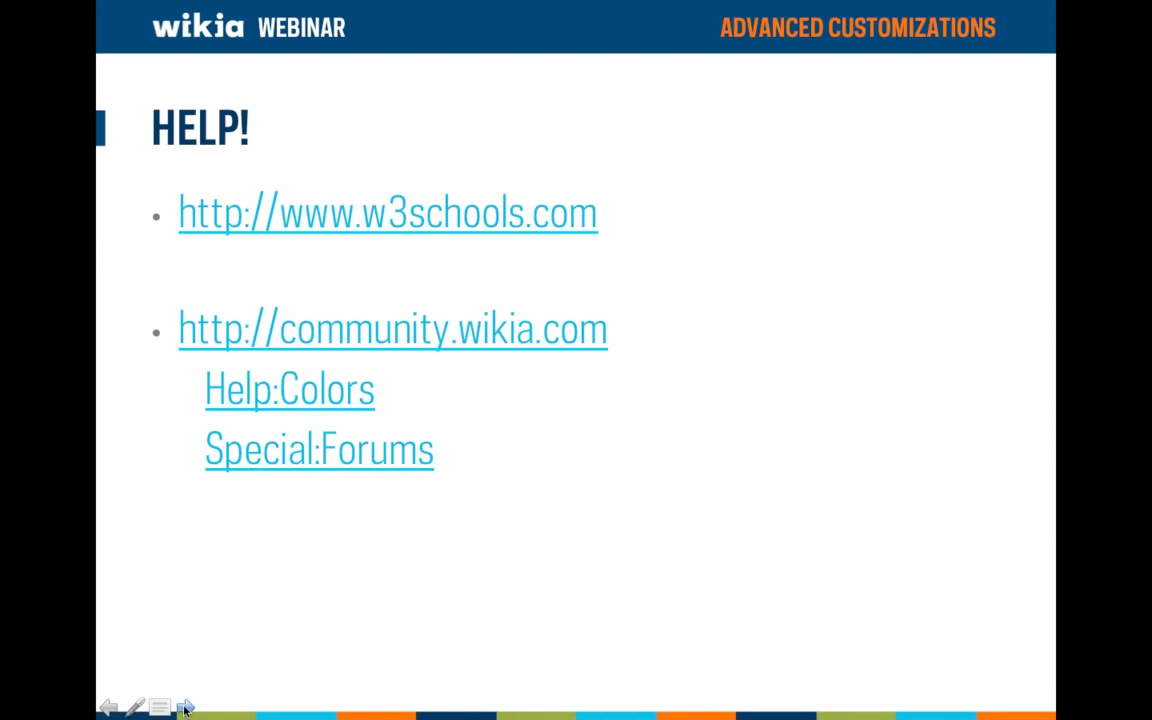 wikia WEBINAR
ADVANCED CUSTOMIZATIONS
HELP!
• http://www.w3schools.com
• http://community.wikia.com
Help:Colors
Special:Forums